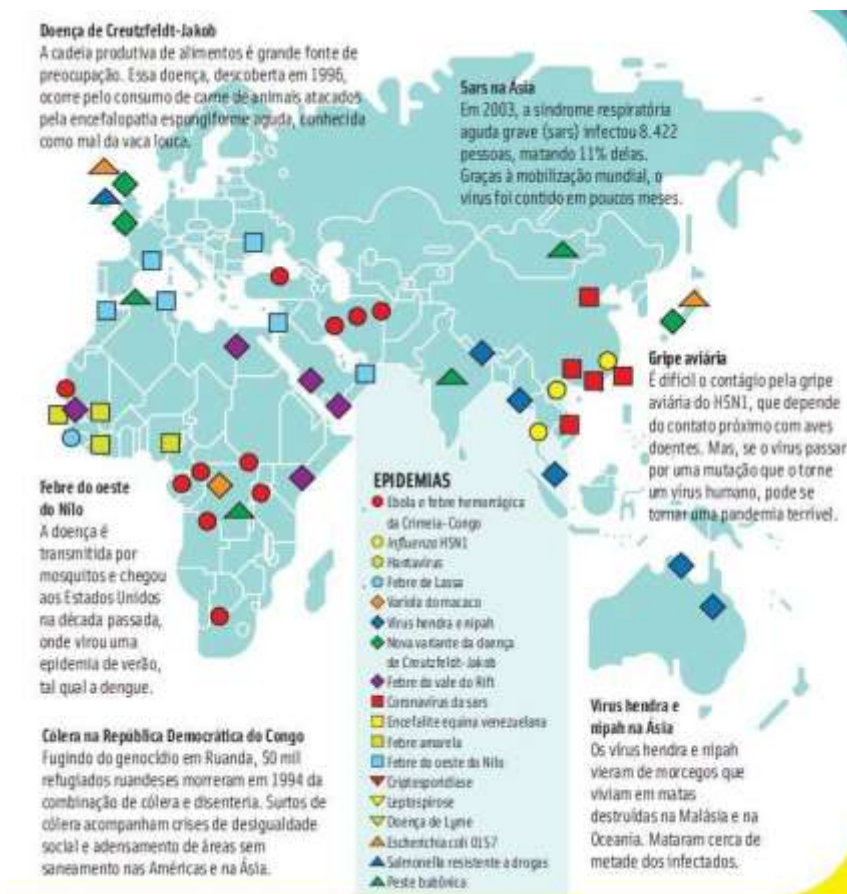 Doença de Creutzfeldt-Jakob
A cadeia produtiva de alimentos é grande fonte de
preocupação. Essa doença, descoberta em 1996,
ocorre pelo consumo de carne de animais atacados
pela encefalopatia espungiforme aguda, conhecida
como mal da vaca louca.
Sars na Ásia
Em 2003, a síndrome respiratória
aguda grave (sars) infectou 8.422
pessoas, matando 11% delas.
Graças à mobilização mundial, o
vírus foi contido em poucos meses.
Gripe aviária
É difícil o contágio pela gripe
aviária do H5N1, que depende
do contato próximo com aves
doentes. Mas, se o vírus passar
por uma mutação que o torne
um vírus humano, pode se
tornar uma pandemia terrível.
Febre do oeste
do Nilo
A doença é
transmitida por
mosquitos e chegou
aos Estados Unidos
na década passada,
onde virou uma
epidemia de verão,
tal qual a dengue.
EPIDEMIAS
Ebola e febre hemorrágica
da Crimeia-Congo
Influenza H5N1
Hantavírus
Febre de Lassa
Varíola do macaco
Vírus hendra e nipah
Nova variante da doença
de Creutzfeldt-Jakob
Febre do vale do Rift
Coronavírus da sars
Encefalite equina venezuelana
Febre amarela
Febre do oeste do Nilo
Criptosporidíase
Leptospirose
Doença de Lyme
Escherichia coli O157
Salmonella resistente a drogas
Peste bubônica
Cólera na República Democrática do Congo
Fugindo do genocídio em Ruanda, 50 mil
refugiados ruandeses morreram em 1994 da
combinação de cólera e disenteria. Surtos de
cólera acompanham crises de desigualdade
social e adensamento de áreas sem
saneamento nas Américas e na Ásia.
Vírus hendra e
nipah na Ásia
Os vírus hendra e nipah
vieram de morcegos que
viviam em matas
destruídas na Malásia e na
Oceania. Mataram cerca de
metade dos infectados.